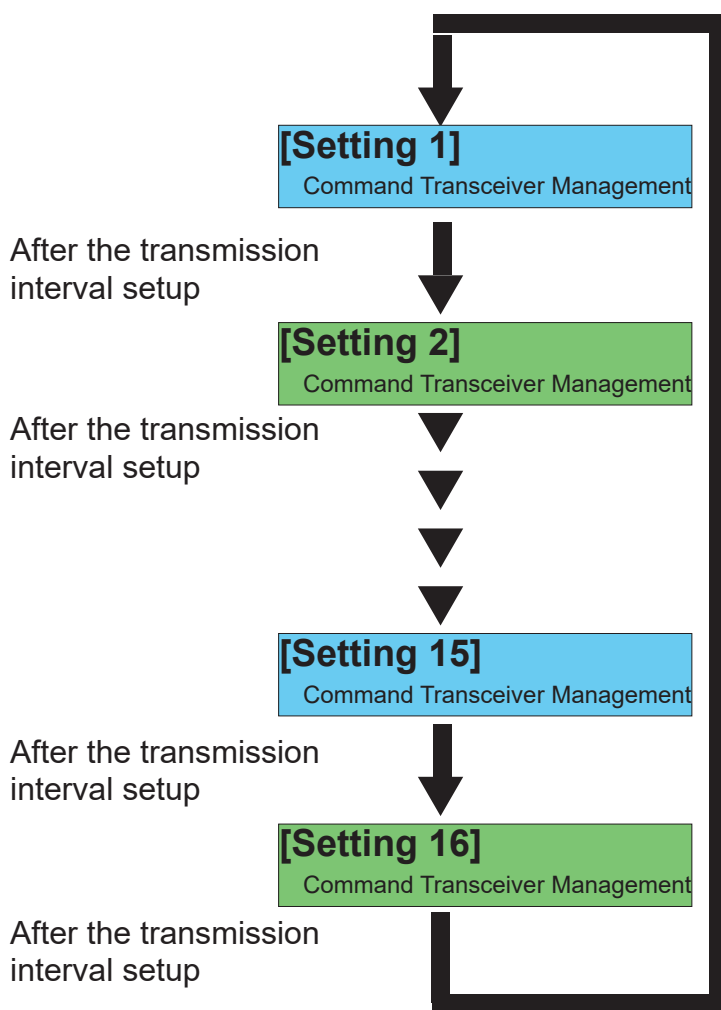 [Setting 1]
Command Transceiver Management
After the transmission
interval setup
[Setting 2]
Command Transceiver Management
After the transmission
interval setup
[Setting 15]
Command Transceiver Management
After the transmission
interval setup
[Setting 16]
Command Transceiver Management
After the transmission
interval setup